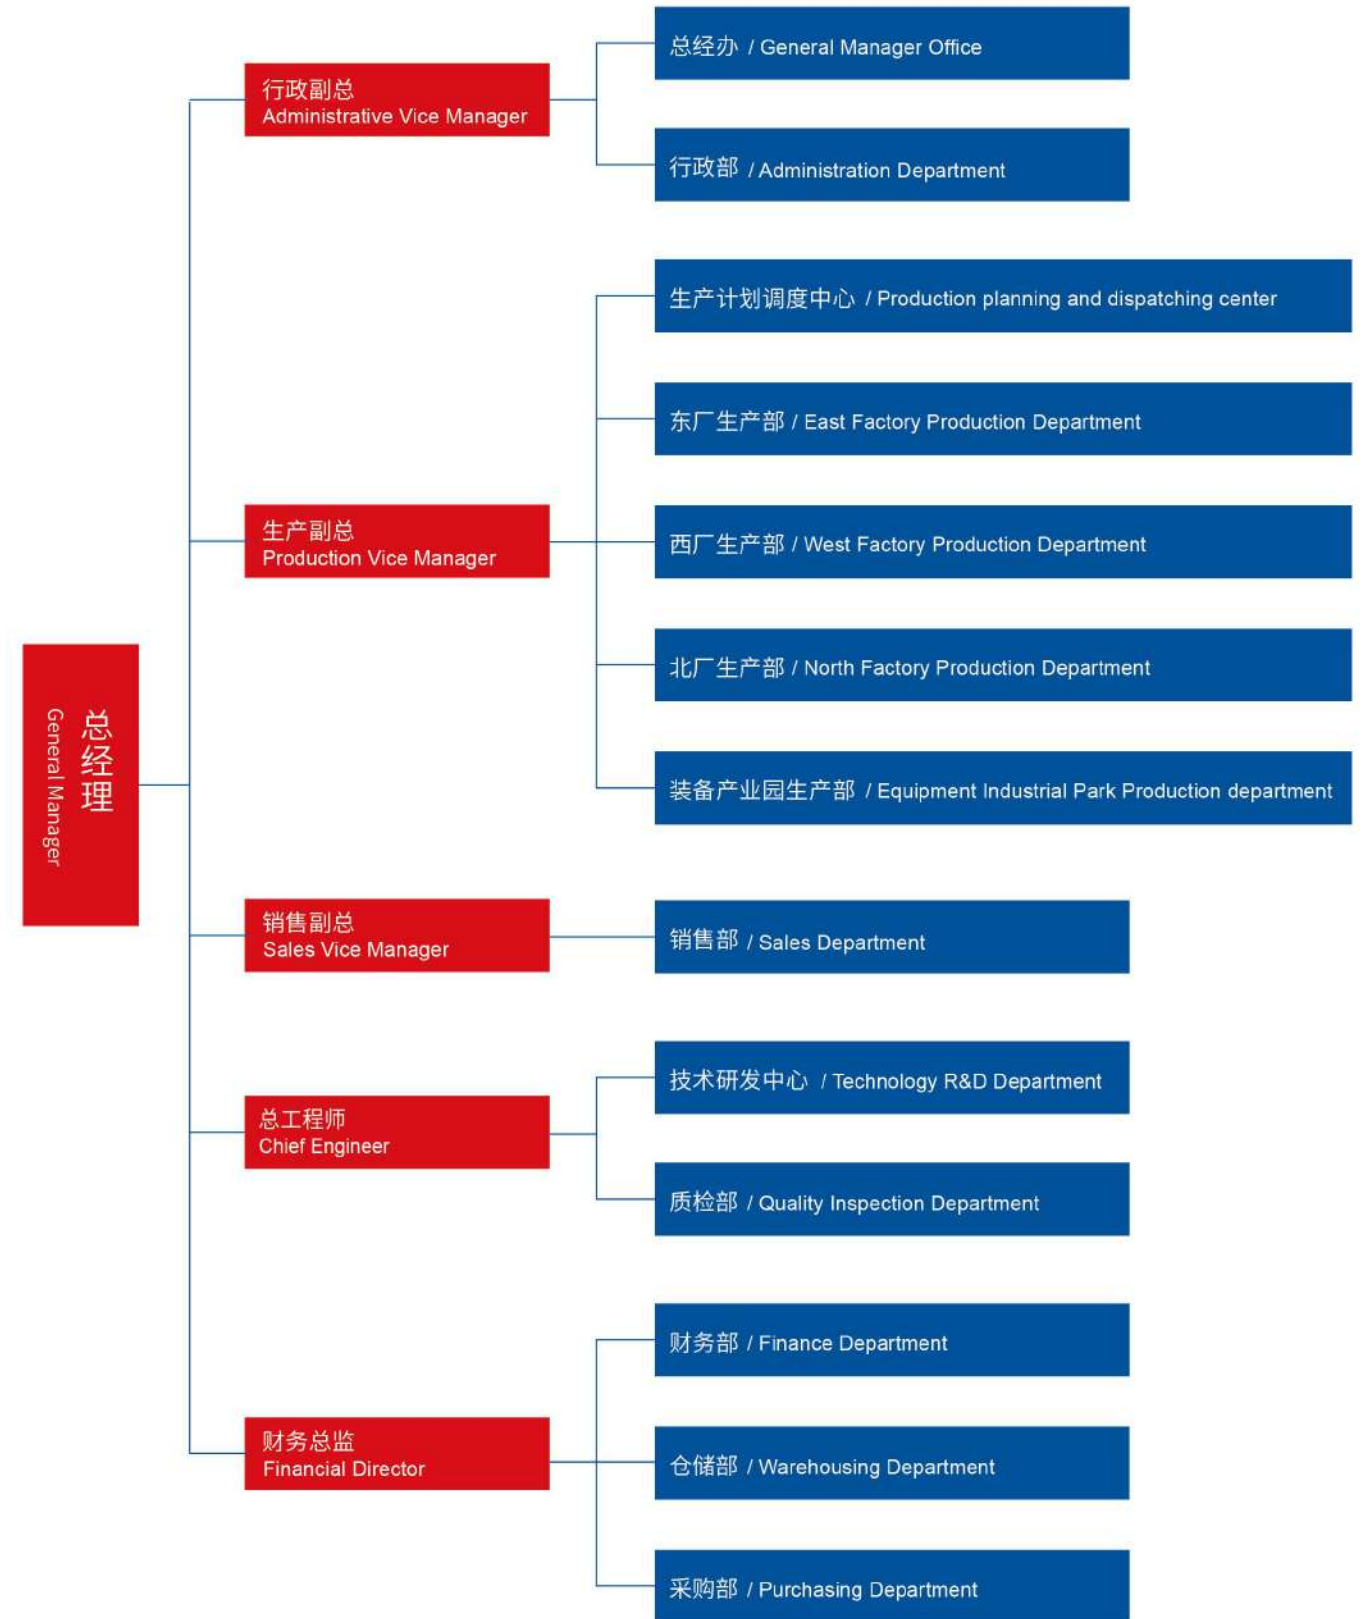 总经理
General Manager
行政副总
Administrative Vice Manager
总经办 / General Manager Office
行政部 / Administration Department
生产副总
Production Vice Manager
生产计划调度中心 / Production planning and dispatching center
东厂生产部 / East Factory Production Department
西厂生产部 / West Factory Production Department
北厂生产部 / North Factory Production Department
装备产业园生产部 / Equipment Industrial Park Production department
销售副总
Sales Vice Manager
销售部 / Sales Department
总工程师
Chief Engineer
技术研发中心 / Technology R&D Department
质检部 / Quality Inspection Department
财务总监
Financial Director
财务部 / Finance Department
仓储部 / Warehousing Department
采购部 / Purchasing Department